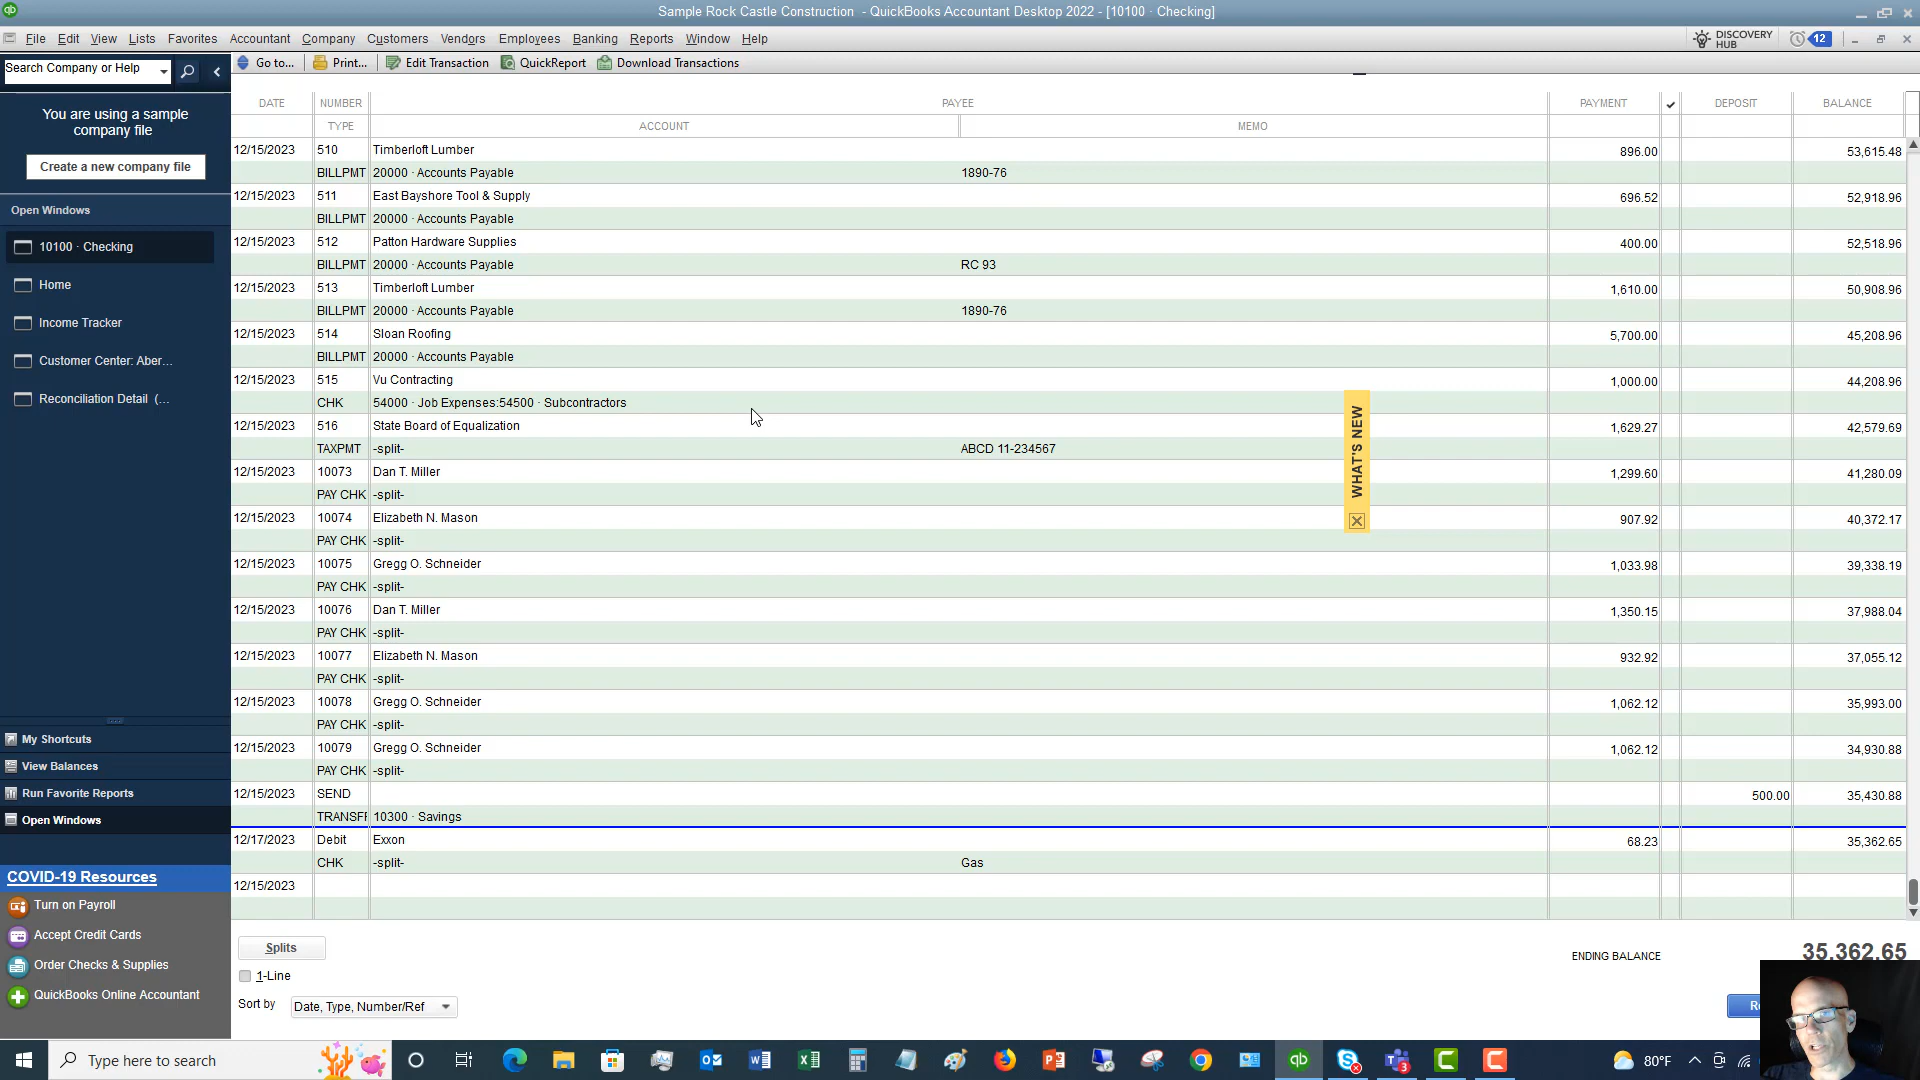 Sample Rock Castle Construction - QuickBooks Accountant Desktop 2022 - [10100 · Checking]
File Edit View Lists Favorites Accountant Company Customers Vendors Employees Banking Reports Window Help
DISCOVERY HUB 12
Search Company or Help
Go to... Print... Edit Transaction QuickReport Download Transactions
You are using a sample
company file
Create a new company file
Open Windows
10100 · Checking
Home
Income Tracker
Customer Center: Aber...
Reconciliation Detail (...
My Shortcuts
View Balances
Run Favorite Reports
Open Windows
COVID-19 Resources
Turn on Payroll
Accept Credit Cards
Order Checks & Supplies
QuickBooks Online Accountant
DATE NUMBER PAYEE PAYMENT ✓ DEPOSIT BALANCE
TYPE ACCOUNT MEMO
12/15/2023 510 Timberloft Lumber 896.00 53,615.48
BILLPMT 20000 · Accounts Payable 1890-76
12/15/2023 511 East Bayshore Tool & Supply 696.52 52,918.96
BILLPMT 20000 · Accounts Payable
12/15/2023 512 Patton Hardware Supplies 400.00 52,518.96
BILLPMT 20000 · Accounts Payable RC 93
12/15/2023 513 Timberloft Lumber 1,610.00 50,908.96
BILLPMT 20000 · Accounts Payable 1890-76
12/15/2023 514 Sloan Roofing 5,700.00 45,208.96
BILLPMT 20000 · Accounts Payable
12/15/2023 515 Vu Contracting 1,000.00 44,208.96
CHK 54000 · Job Expenses:54500 · Subcontractors
12/15/2023 516 State Board of Equalization 1,629.27 42,579.69
TAXPMT -split- ABCD 11-234567
12/15/2023 10073 Dan T. Miller 1,299.60 41,280.09
PAY CHK -split-
12/15/2023 10074 Elizabeth N. Mason 907.92 40,372.17
PAY CHK -split-
12/15/2023 10075 Gregg O. Schneider 1,033.98 39,338.19
PAY CHK -split-
12/15/2023 10076 Dan T. Miller 1,350.15 37,988.04
PAY CHK -split-
12/15/2023 10077 Elizabeth N. Mason 932.92 37,055.12
PAY CHK -split-
12/15/2023 10078 Gregg O. Schneider 1,062.12 35,993.00
PAY CHK -split-
12/15/2023 10079 Gregg O. Schneider 1,062.12 34,930.88
PAY CHK -split-
12/15/2023 SEND 500.00 35,430.88
TRANSFF 10300 · Savings
12/17/2023 Debit Exxon 68.23 35,362.65
CHK -split- Gas
12/15/2023
WHAT'S NEW
Splits
ENDING BALANCE 35,362.65
1-Line
Sort by Date, Type, Number/Ref
Type here to search
80°F